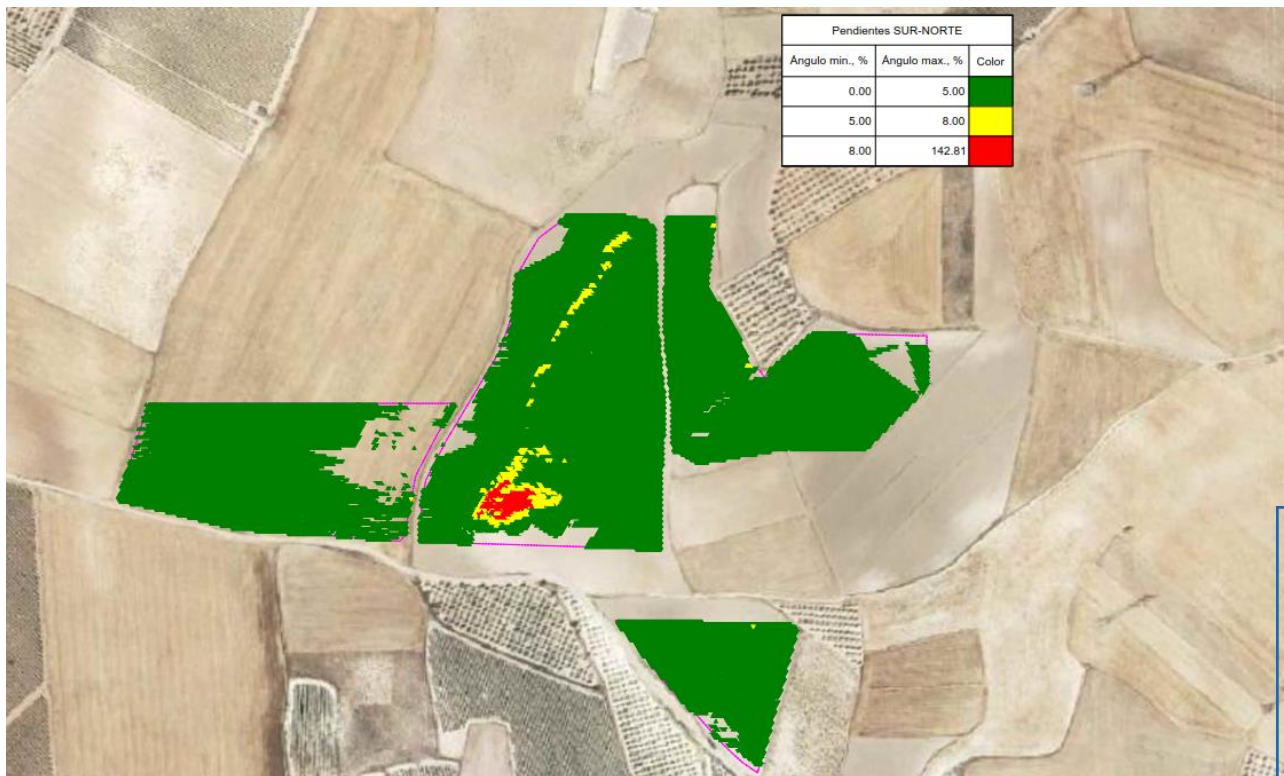 Pendientes SUR-NORTE
Ángulo min., % Ángulo max., % Color
0.00 5.00
5.00 8.00
8.00 142.81